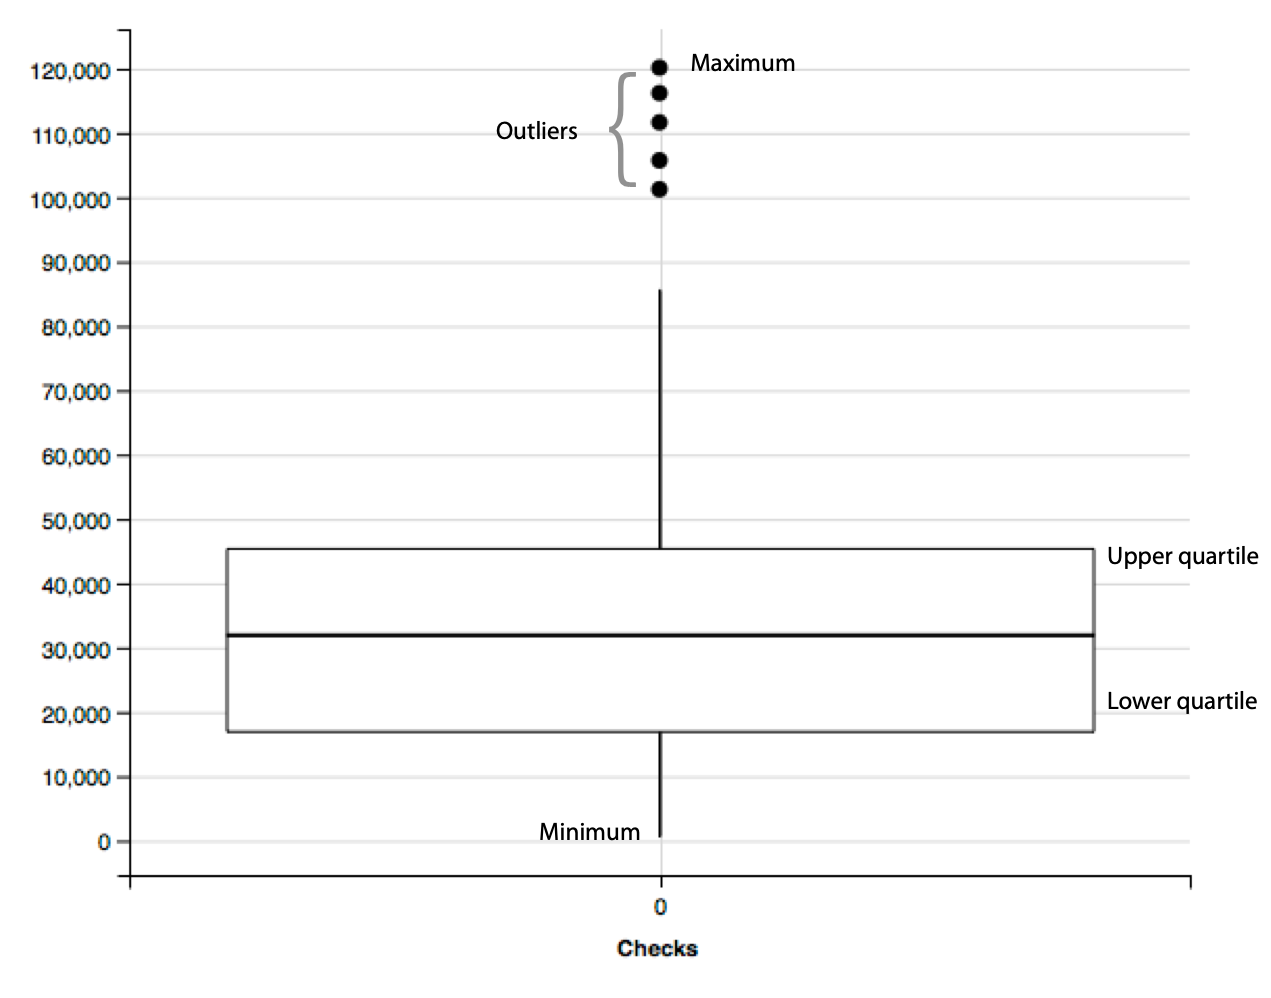 120,000
Maximum
Outliers
110,000
100,000
90,000
80,000
70,000
60,000
50,000
Upper quartile
40,000
30,000
20,000
Lower quartile
10,000
Minimum
0
0
Checks